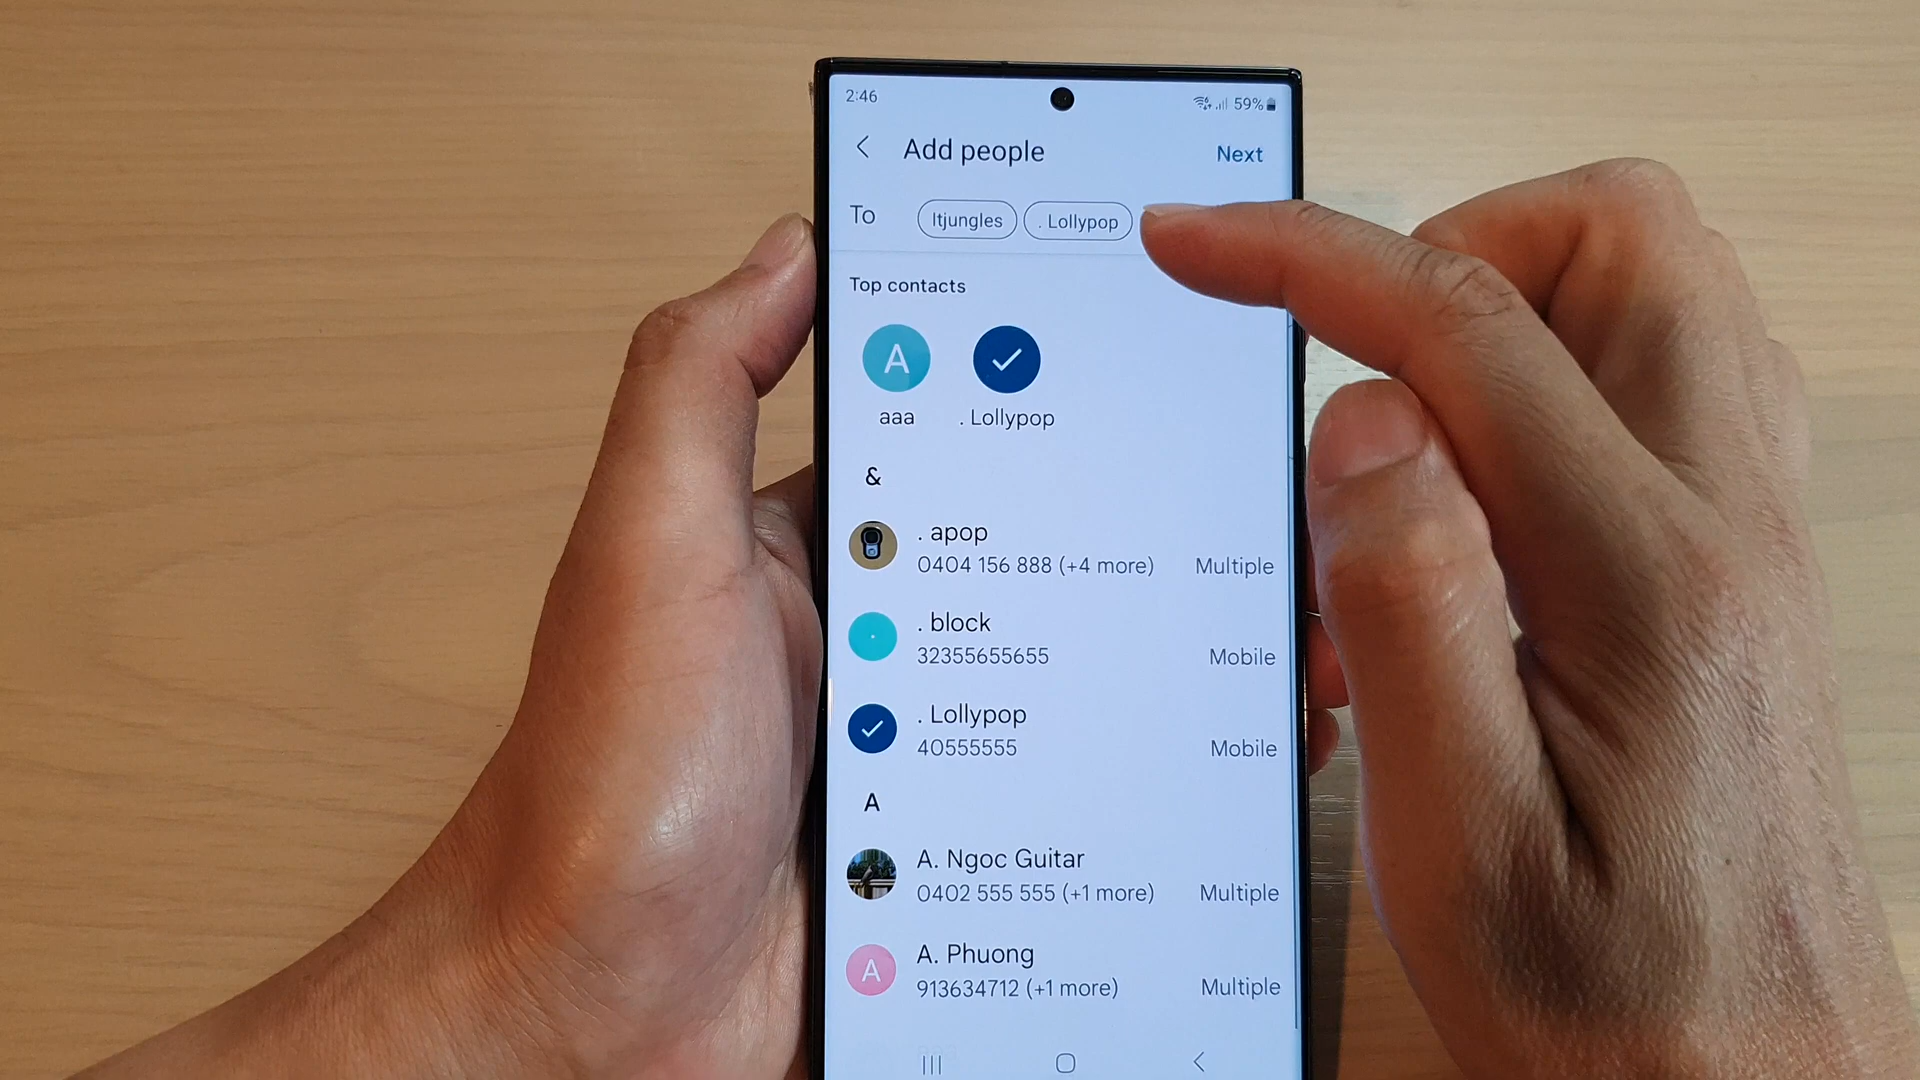 2:46 59%
Add people Next
To Itjungles . Lollypop
Top contacts
A
aaa . Lollypop
&
. apop
0404 156 888 (+4 more) Multiple
. block
32355655655 Mobile
. Lollypop
40555555 Mobile
A
A. Ngoc Guitar
0402 555 555 (+1 more) Multiple
A A. Phuong
913634712 (+1 more) Multiple